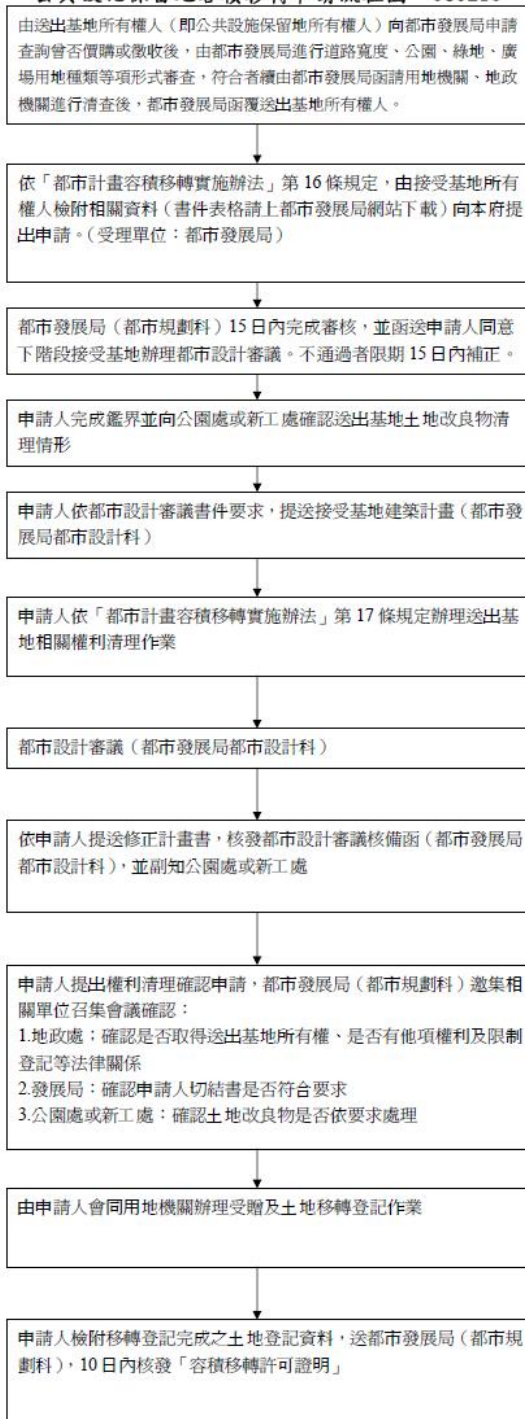 由送出基地所有權人（即公共設施保留地所有權人）向都市發展局申請
查詢曾否價購或徵收後，由都市發展局進行道路寬度、公園、綠地、廣
場用地種類等項形式審查，符合者續由都市發展局函請用地機關、地政
機關進行清查後，都市發展局函覆送出基地所有權人。
依「都市計畫容積移轉實施辦法」第 16 條規定，由接受基地所有
權人檢附相關資料（書件表格請上都市發展局網站下載）向本府提
出申請。（受理單位：都市發展局）
都市發展局（都市規劃科）15 日內完成審核，並函送申請人同意
下階段接受基地辦理都市設計審議。不通過者限期 15 日內補正。
申請人完成鑑界並向公園處或新工處確認送出基地土地改良物清
理情形
申請人依都市設計審議書件要求，提送接受基地建築計畫（都市發
展局都市設計科）
申請人依「都市計畫容積移轉實施辦法」第 17 條規定辦理送出基
地相關權利清理作業
都市設計審議（都市發展局都市設計科）
依申請人提送修正計畫書，核發都市設計審議核備函（都市發展局
都市設計科），並副知公園處或新工處
申請人提出權利清理確認申請，都市發展局（都市規劃科）邀集相
關單位召集會議確認：
1.地政處；確認是否取得送出基地所有權、是否有他項權利及限制
登記等法律關係
2.發展局：確認申請人切結書是否符合要求
3.公園處或新工處：確認土地改良物是否依要求處理
由申請人會同用地機關辦理受贈及土地移轉登記作業
申請人檢附移轉登記完成之土地登記資料，送都市發展局（都市規
劃科），10 日內核發「容積移轉許可證明」